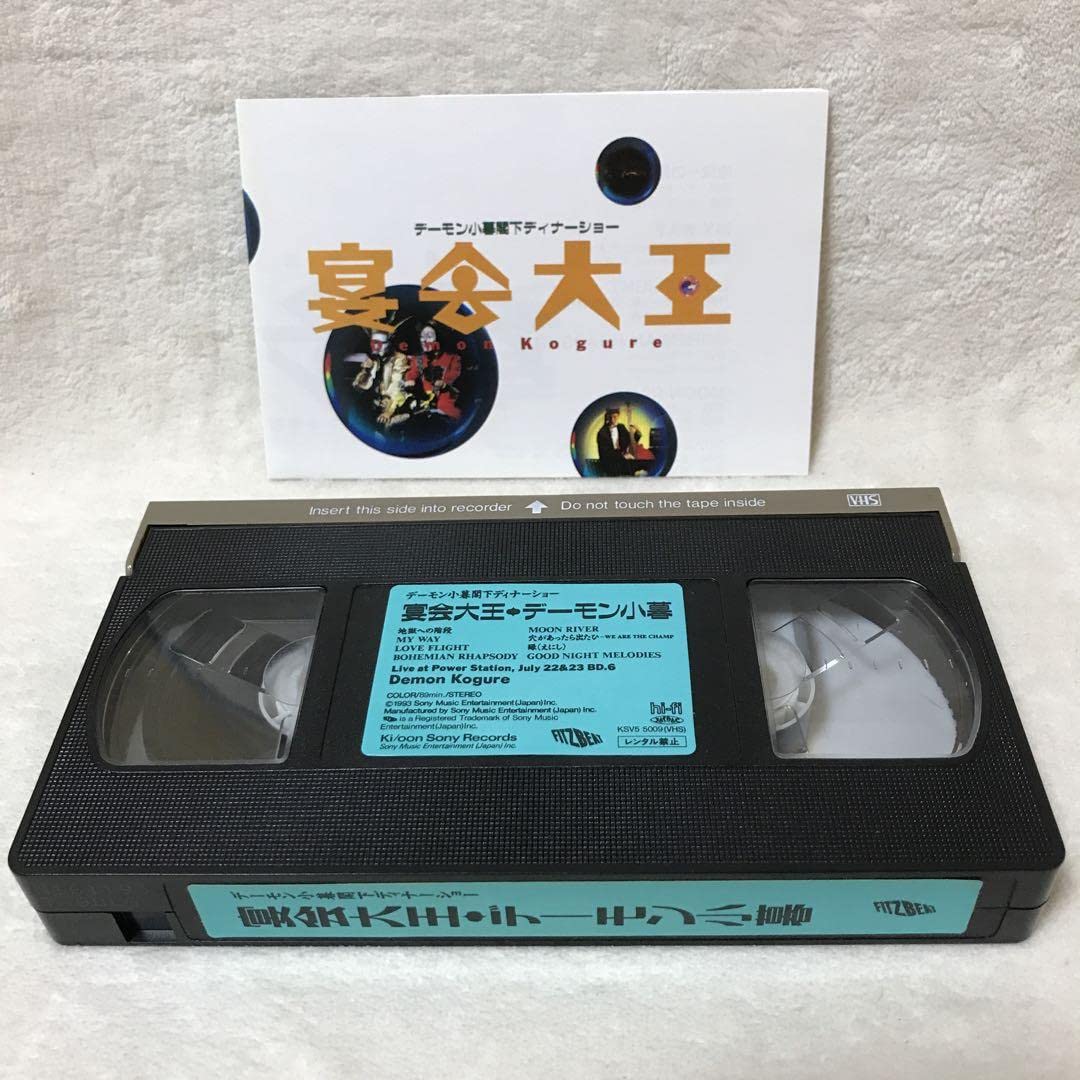 デーモン小暮閣下ディナーショー
宴会大王
Demon Kogure
Insert this side into recorder ⇧ Do not touch the tape inside
VHS
デーモン小暮閣下ディナーショー
宴会大王⬌デーモン小暮
地獄への階段 MOON RIVER
MY WAY 穴があったら出たひ~WE ARE THE CHAMP
LOVE FLIGHT 縁(えにし)
BOHEMIAN RHAPSODY GOOD NIGHT MELODIES
Live at Power Station, July 22&23 BD.6
Demon Kogure
COLOR/89min./STEREO
©1993 Sony Music Entertainment (Japan) Inc.
Manufactured by Sony Music Entertainment (Japan) Inc.
is a Registered Trademark of Sony Music
Entertainment (Japan) Inc.
Ki/oon Sony Records
Sony Music Entertainment (Japan) Inc.
hi-fi
FITZBEAT
KSV5 5009 (VHS)
レンタル禁止
デーモン小暮閣下ディナーショー
宴会大王・デーモン小暮
FITZBEAT